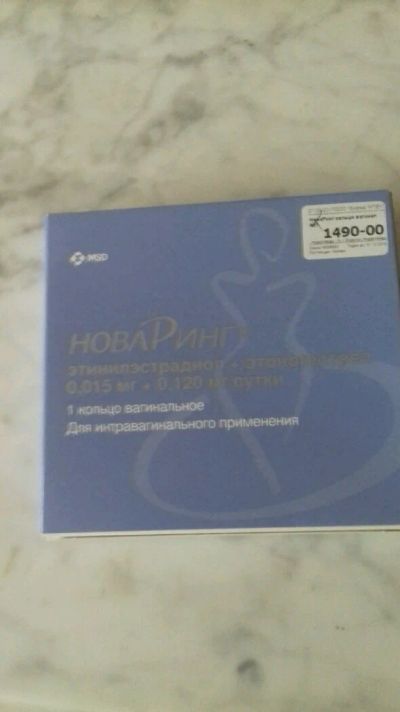 MSD
НОВАРИНГ®
этинилэстрадиол + этоногестрел
0,015 мг + 0,120 мг/сутки
1 кольцо вагинальное
Для интравагинального применения
1490-00